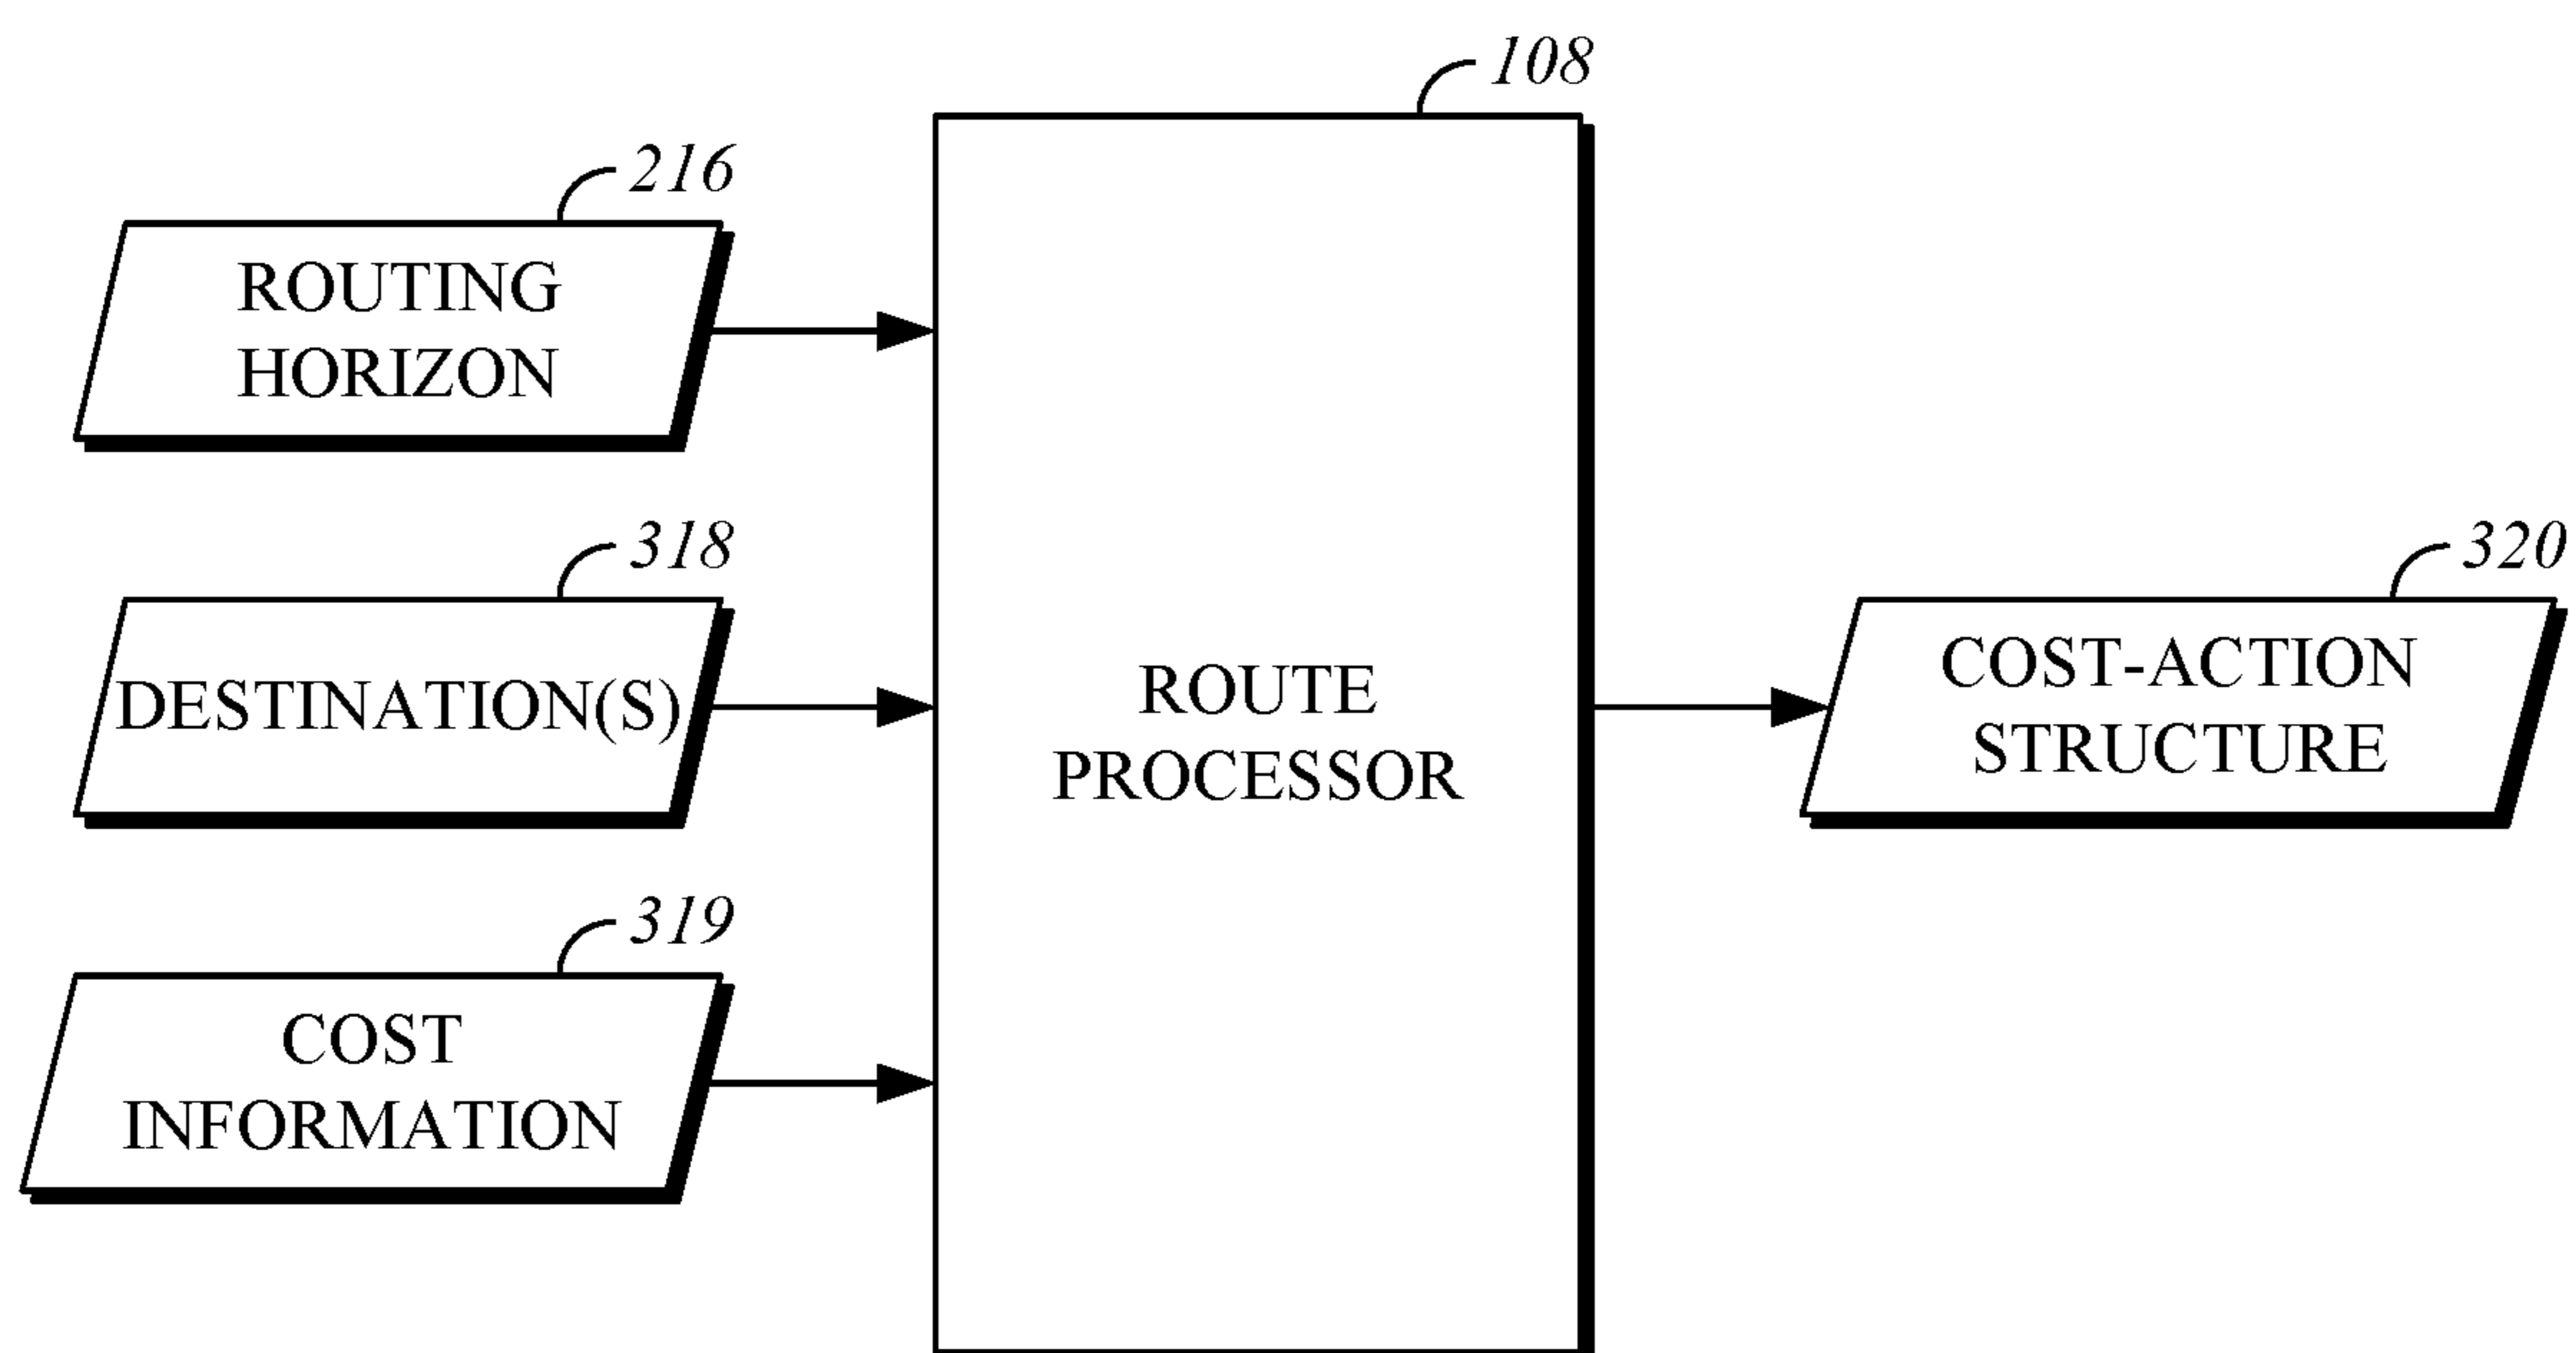 108
216
ROUTING
HORIZON
318
DESTINATION(S)
319
COST
INFORMATION
ROUTE
PROCESSOR
320
COST-ACTION
STRUCTURE